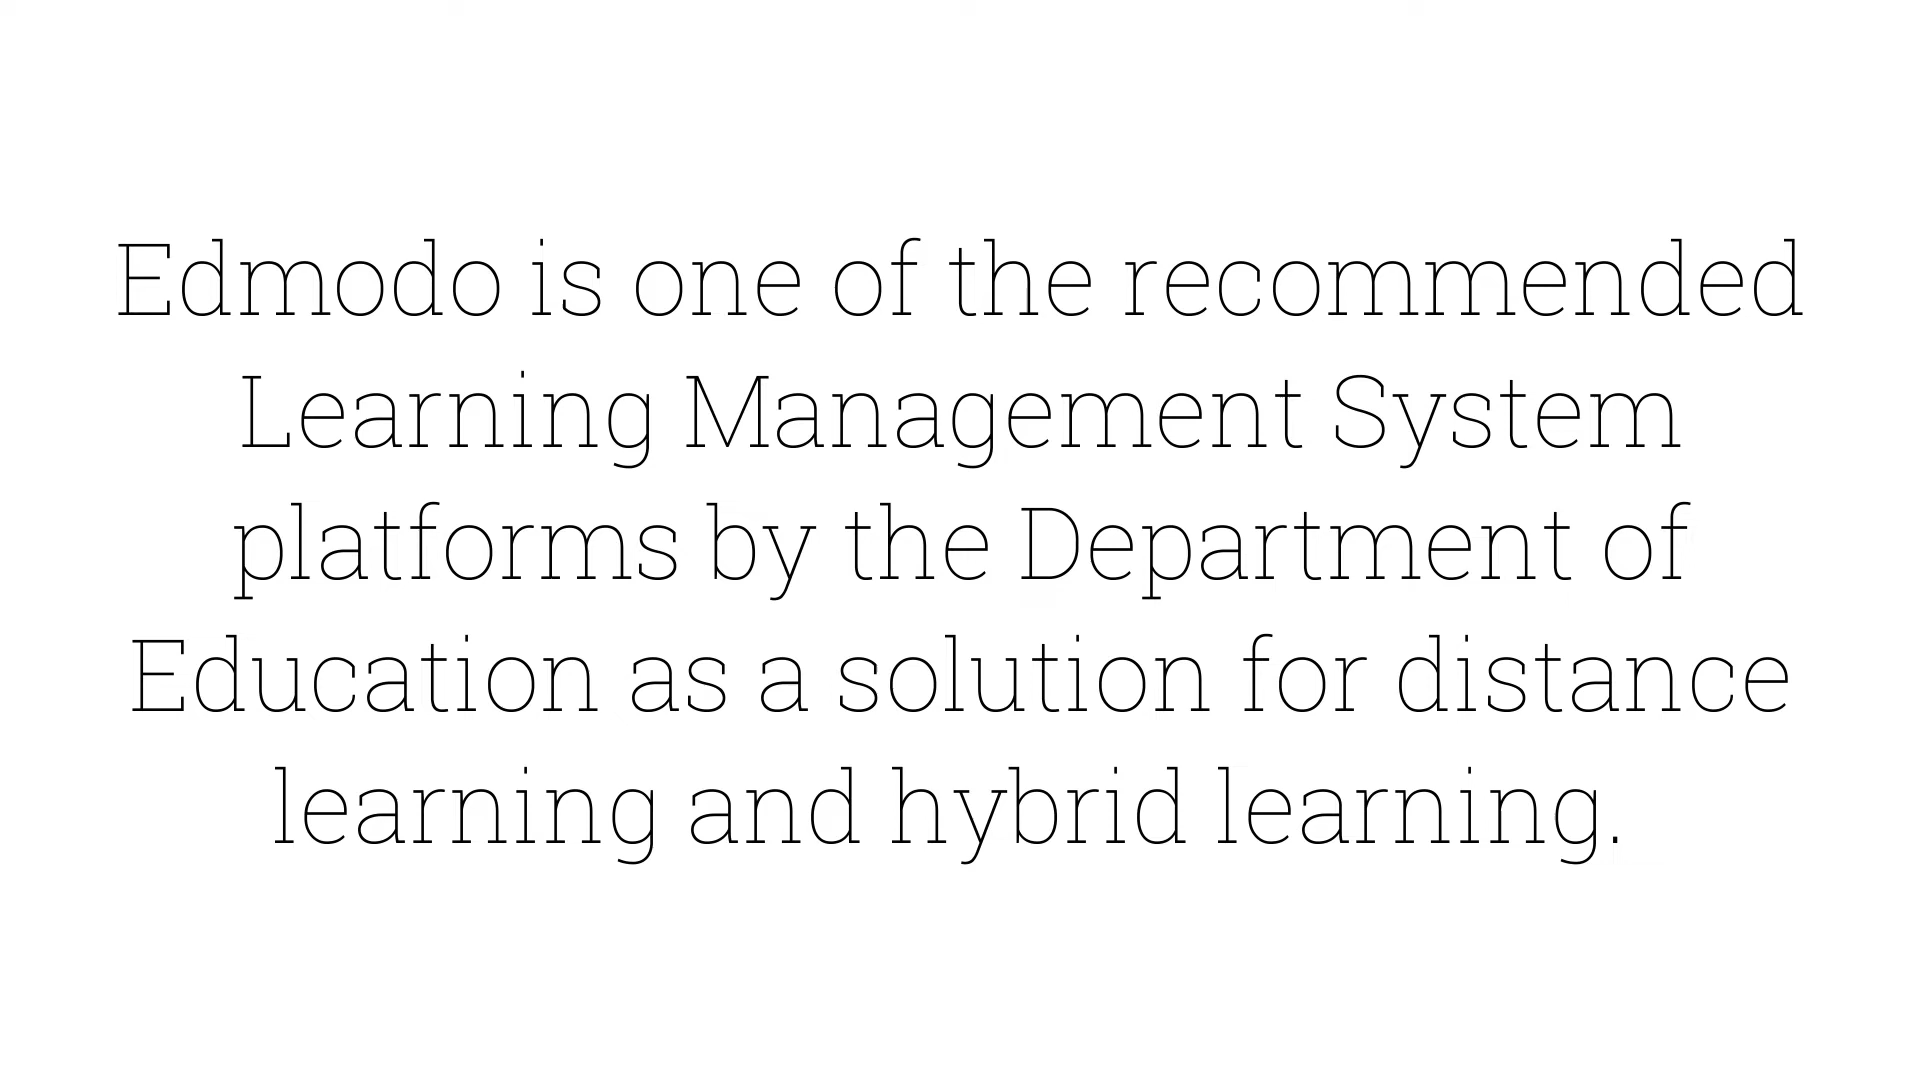 Edmodo is one of the recommended
Learning Management System
platforms by the Department of
Education as a solution for distance
learning and hybrid learning.